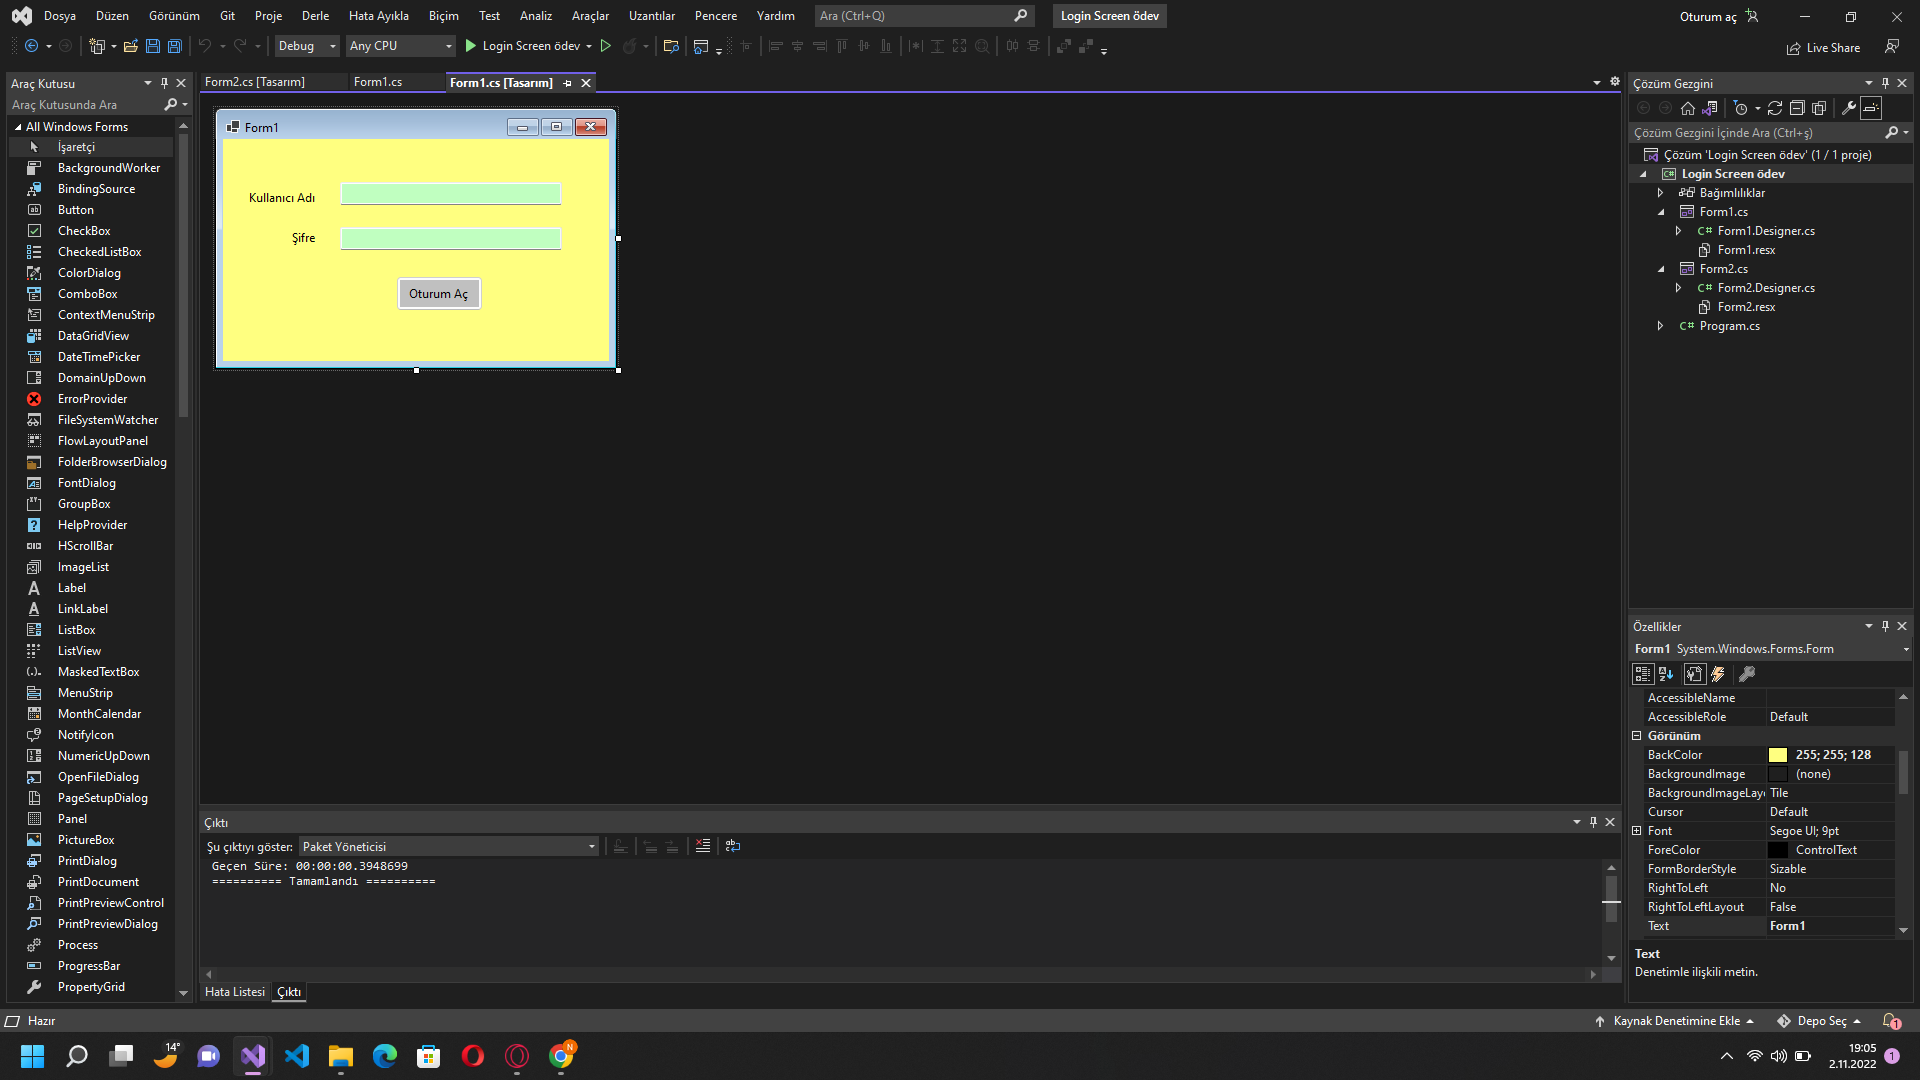 Dosya Düzen Görünüm Git Proje Derle Hata Ayıkla Biçim Test Analiz Araçlar Uzantılar Pencere Yardım Ara (Ctrl+Q) Login Screen ödev Oturum aç
Debug Any CPU Login Screen ödev Live Share
Araç Kutusu
Araç Kutusunda Ara
All Windows Forms
İşaretçi
BackgroundWorker
BindingSource
Button
CheckBox
CheckedListBox
ColorDialog
ComboBox
ContextMenuStrip
DataGridView
DateTimePicker
DomainUpDown
ErrorProvider
FileSystemWatcher
FlowLayoutPanel
FolderBrowserDialog
FontDialog
GroupBox
HelpProvider
HScrollBar
ImageList
Label
LinkLabel
ListBox
ListView
MaskedTextBox
MenuStrip
MonthCalendar
NotifyIcon
NumericUpDown
OpenFileDialog
PageSetupDialog
Panel
PictureBox
PrintDialog
PrintDocument
PrintPreviewControl
PrintPreviewDialog
Process
ProgressBar
PropertyGrid
Form2.cs [Tasarım] Form1.cs Form1.cs [Tasarım]
Form1
Kullanıcı Adı
Şifre
Oturum Aç
Çıktı
Şu çıktıyı göster: Paket Yöneticisi
Geçen Süre: 00:00:00.3948699
========== Tamamlandı ==========
Hata Listesi Çıktı
Çözüm Gezgini
Çözüm Gezgini İçinde Ara (Ctrl+ş)
Çözüm 'Login Screen ödev' (1 / 1 proje)
C# Login Screen ödev
Bağımlılıklar
Form1.cs
C# Form1.Designer.cs
Form1.resx
Form2.cs
C# Form2.Designer.cs
Form2.resx
C# Program.cs
Özellikler
Form1 System.Windows.Forms.Form
AccessibleName
AccessibleRole Default
Görünüm
BackColor 255; 255; 128
BackgroundImage (none)
BackgroundImageLayo Tile
Cursor Default
Font Segoe UI; 9pt
ForeColor ControlText
FormBorderStyle Sizable
RightToLeft No
RightToLeftLayout False
Text Form1
Text
Denetimle ilişkili metin.
Hazır Kaynak Denetimine Ekle Depo Seç 1
14° N 19:05
2.11.2022 1